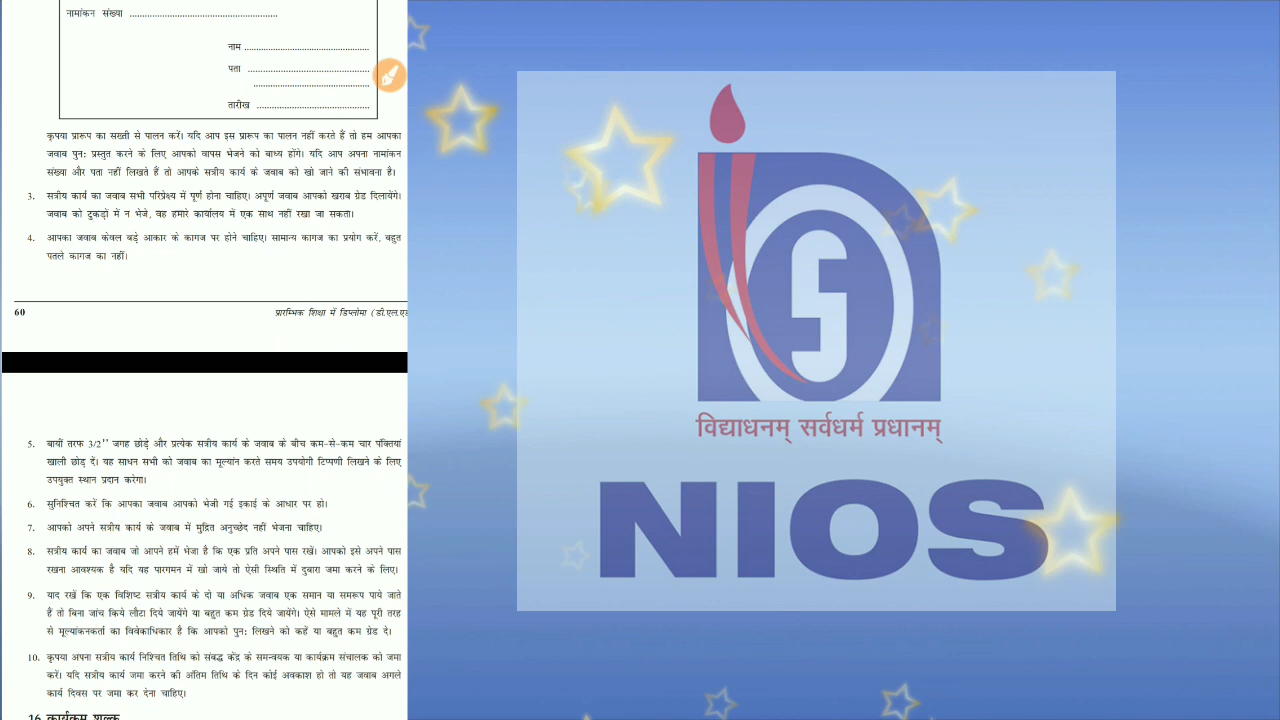 नामांकन संख्या ........................................................
नाम ................................................
पता ................................................
................................................
तारीख ............................................
कृपया प्रारूप का सख्ती से पालन करें। यदि आप इस प्रारूप का पालन नहीं करते हैं तो हम आपका
जवाब पुन: प्रस्तुत करने के लिए आपको वापस भेजने को बाध्य होंगे। यदि आप अपना नामांकन
संख्या और पता नहीं लिखते हैं तो आपके सत्रीय कार्य के जवाब को खो जाने की संभावना है।
3. सत्रीय कार्य का जवाब सभी परिप्रेक्ष्य में पूर्ण होना चाहिए। अपूर्ण जवाब आपको खराब ग्रेड दिलायेंगे।
जवाब को टुकड़ों में न भेजे, वह हमारे कार्यालय में एक साथ नहीं रखा जा सकता।
4. आपका जवाब केवल बड़े आकार के कागज पर होने चाहिए। सामान्य कागज का प्रयोग करें, बहुत
पतले कागज का नहीं।
60 प्रारम्भिक शिक्षा में डिप्लोमा (डी.एल.एड
5. बायीं तरफ 3/2’’ जगह छोड़े और प्रत्येक सत्रीय कार्य के जवाब के बीच कम-से-कम चार पंक्तियां
खाली छोड़ दें। यह साधन सभी को जवाब का मूल्यांन करते समय उपयोगी टिप्पणी लिखने के लिए
उपयुक्त स्थान प्रदान करेगा।
6. सुनिश्चित करें कि आपका जवाब आपको भेजी गई इकाई के आधार पर हो।
7. आपको अपने सत्रीय कार्य के जवाब में मुद्रित अनुच्छेद नहीं भेजना चाहिए।
8. सत्रीय कार्य का जवाब जो आपने हमें भेजा है कि एक प्रति अपने पास रखें। आपको इसे अपने पास
रखना आवश्यक है यदि यह पारगमन में खो जाये तो ऐसी स्थिति में दुबारा जमा करने के लिए।
9. याद रखें कि एक विशिष्ट सत्रीय कार्य के दो या अधिक जवाब एक समान या समरूप पाये जाते
हैं तो बिना जांच किये लौटा दिये जायेंगे या बहुत कम ग्रेड दिये जायेंगे। ऐसे मामले में यह पूरी तरह
से मूल्यांकनकर्ता का विवेकाधिकार है कि आपको पुन: लिखने को कहें या बहुत कम ग्रेड दे।
10. कृपया अपना सत्रीय कार्य निश्चित तिथि को संबद्ध केंद्र के समन्वयक या कार्यक्रम संचालक को जमा
करें। यदि सत्रीय कार्य जमा करने की अंतिम तिथि के दिन कोई अवकाश हो तो यह जवाब अगले
कार्य दिवस पर जमा कर देना चाहिए।
16 कार्यक्रम शुल्क
विद्याधनम् सर्वधर्म प्रधानम्
NIOS